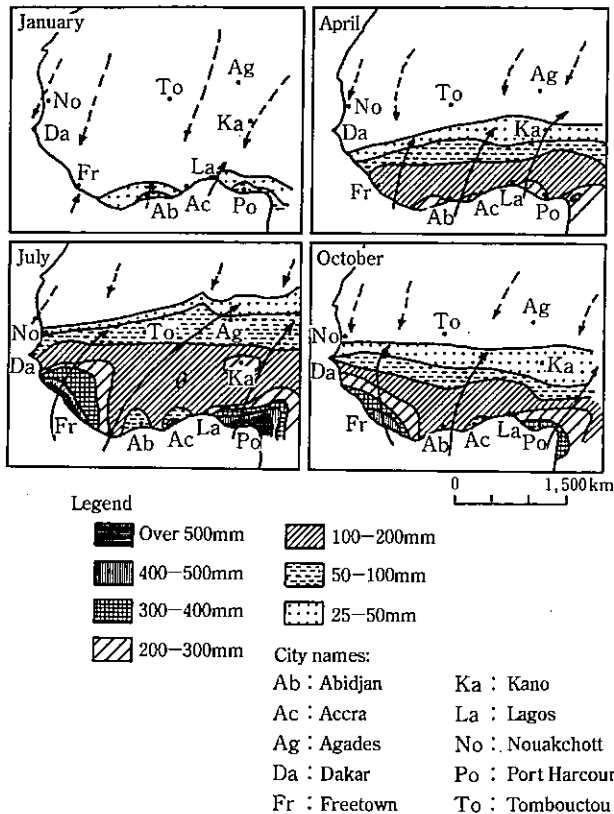 January
Ag
To
No
Ka
Da
La
Fr
Ab
Ac
Po
April
Ag
No
To
Da
Ka
Fr
La
Ab
Ac
Po
July
No
To
Ag
Da
Ka
Fr
La
Ab
Ac
Po
October
Ag
No
To
Da
Ka
Fr
La
Ab
Ac
Po
0 1,500km
Legend
Over 500mm
100-200mm
400-500mm
50-100mm
300-400mm
25-50mm
200-300mm
City names:
Ab : Abidjan
Ka : Kano
Ac : Accra
La : Lagos
Ag : Agades
No : Nouakchott
Da : Dakar
Po : Port Harcour
Fr : Freetown
To : Tombouctou